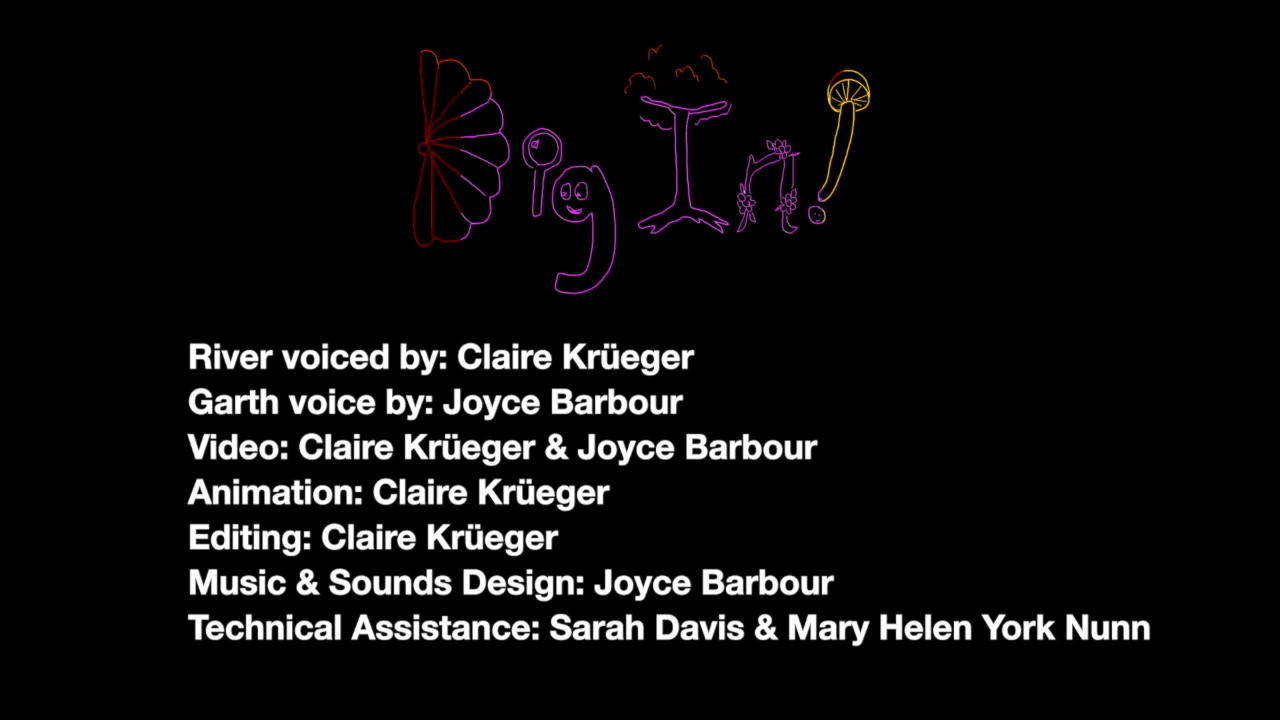 Dig In!
River voiced by: Claire Krüeger
Garth voice by: Joyce Barbour
Video: Claire Krüeger & Joyce Barbour
Animation: Claire Krüeger
Editing: Claire Krüeger
Music & Sounds Design: Joyce Barbour
Technical Assistance: Sarah Davis & Mary Helen York Nunn